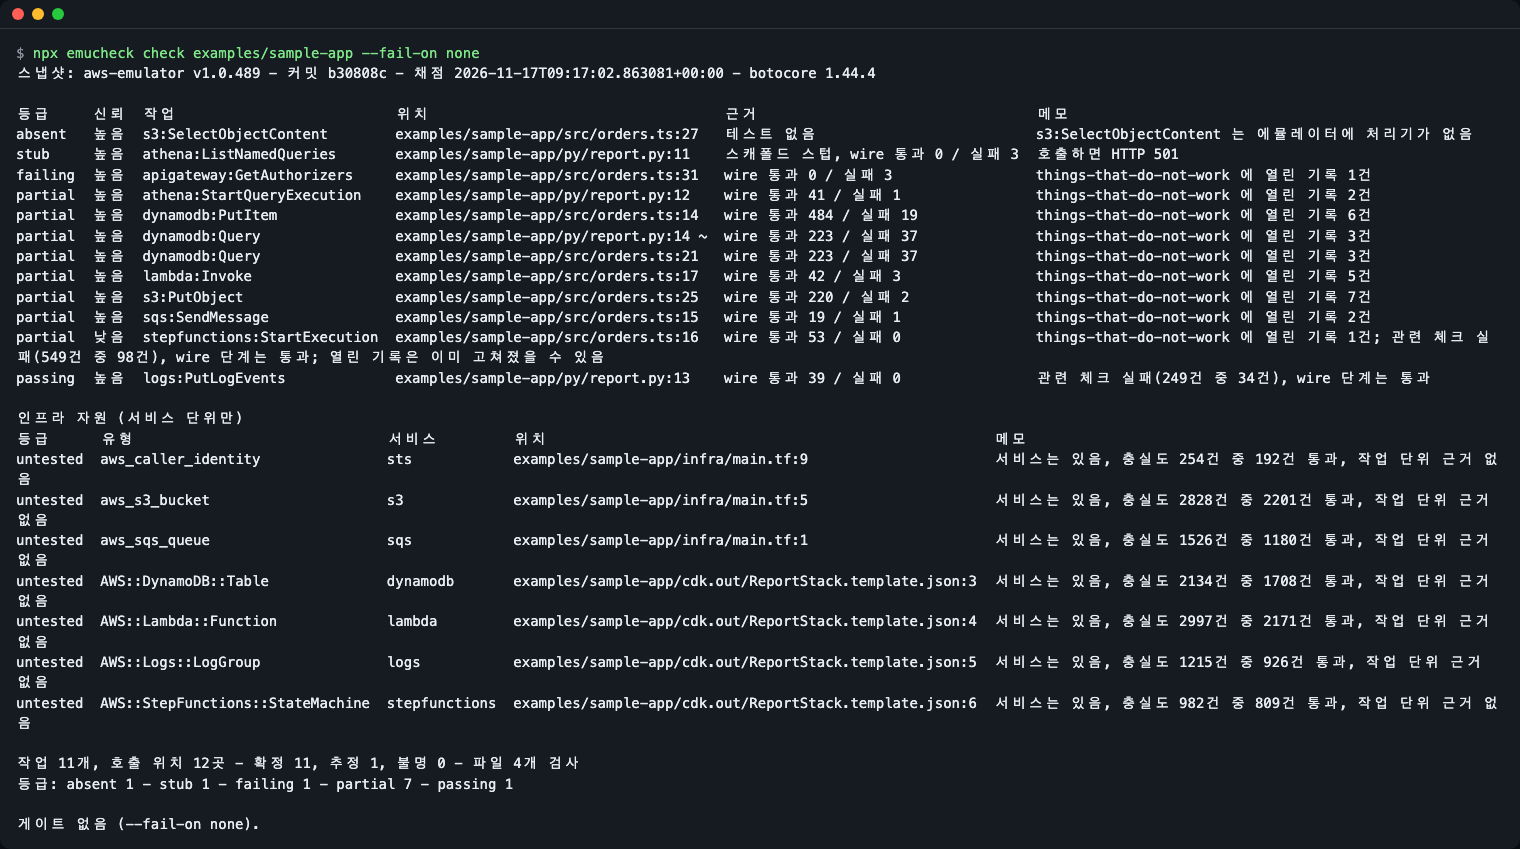 $ npx emucheck check examples/sample-app --fail-on none
스냅샷: aws-emulator v1.0.489 - 커밋 b30808c - 채점 2026-11-17T09:17:02.863081+00:00 - botocore 1.44.4
등급 신뢰 작업 위치 근거 메모
absent 높음 s3:SelectObjectContent examples/sample-app/src/orders.ts:27 테스트 없음 s3:SelectObjectContent 는 에뮬레이터에 처리기가 없음
stub 높음 athena:ListNamedQueries examples/sample-app/py/report.py:11 스캐폴드 스텁, wire 통과 0 / 실패 3 호출하면 HTTP 501
failing 높음 apigateway:GetAuthorizers examples/sample-app/src/orders.ts:31 wire 통과 0 / 실패 3 things-that-do-not-work 에 열린 기록 1건
partial 높음 athena:StartQueryExecution examples/sample-app/py/report.py:12 wire 통과 41 / 실패 1 things-that-do-not-work 에 열린 기록 2건
partial 높음 dynamodb:PutItem examples/sample-app/src/orders.ts:14 wire 통과 484 / 실패 19 things-that-do-not-work 에 열린 기록 6건
partial 높음 dynamodb:Query examples/sample-app/py/report.py:14 ~ wire 통과 223 / 실패 37 things-that-do-not-work 에 열린 기록 3건
partial 높음 dynamodb:Query examples/sample-app/src/orders.ts:21 wire 통과 223 / 실패 37 things-that-do-not-work 에 열린 기록 3건
partial 높음 lambda:Invoke examples/sample-app/src/orders.ts:17 wire 통과 42 / 실패 3 things-that-do-not-work 에 열린 기록 5건
partial 높음 s3:PutObject examples/sample-app/src/orders.ts:25 wire 통과 220 / 실패 2 things-that-do-not-work 에 열린 기록 7건
partial 높음 sqs:SendMessage examples/sample-app/src/orders.ts:15 wire 통과 19 / 실패 1 things-that-do-not-work 에 열린 기록 2건
partial 낮음 stepfunctions:StartExecution examples/sample-app/src/orders.ts:16 wire 통과 53 / 실패 0 things-that-do-not-work 에 열린 기록 1건; 관련 체크 실
패(549건 중 98건), wire 단계는 통과; 열린 기록은 이미 고쳐졌을 수 있음
passing 높음 logs:PutLogEvents examples/sample-app/py/report.py:13 wire 통과 39 / 실패 0 관련 체크 실패(249건 중 34건), wire 단계는 통과
인프라 자원 (서비스 단위만)
등급 유형 서비스 위치 메모
untested aws_caller_identity sts examples/sample-app/infra/main.tf:9 서비스는 있음, 충실도 254건 중 192건 통과, 작업 단위 근거 없
음
untested aws_s3_bucket s3 examples/sample-app/infra/main.tf:5 서비스는 있음, 충실도 2828건 중 2201건 통과, 작업 단위 근거
없음
untested aws_sqs_queue sqs examples/sample-app/infra/main.tf:1 서비스는 있음, 충실도 1526건 중 1180건 통과, 작업 단위 근거
없음
untested AWS::DynamoDB::Table dynamodb examples/sample-app/cdk.out/ReportStack.template.json:3 서비스는 있음, 충실도 2134건 중 1708건 통과, 작업 단위 근거
없음
untested AWS::Lambda::Function lambda examples/sample-app/cdk.out/ReportStack.template.json:4 서비스는 있음, 충실도 2997건 중 2171건 통과, 작업 단위 근거
없음
untested AWS::Logs::LogGroup logs examples/sample-app/cdk.out/ReportStack.template.json:5 서비스는 있음, 충실도 1215건 중 926건 통과, 작업 단위 근거
없음
untested AWS::StepFunctions::StateMachine stepfunctions examples/sample-app/cdk.out/ReportStack.template.json:6 서비스는 있음, 충실도 982건 중 809건 통과, 작업 단위 근거 없
음
작업 11개, 호출 위치 12곳 - 확정 11, 추정 1, 불명 0 - 파일 4개 검사
등급: absent 1 - stub 1 - failing 1 - partial 7 - passing 1
게이트 없음 (--fail-on none).